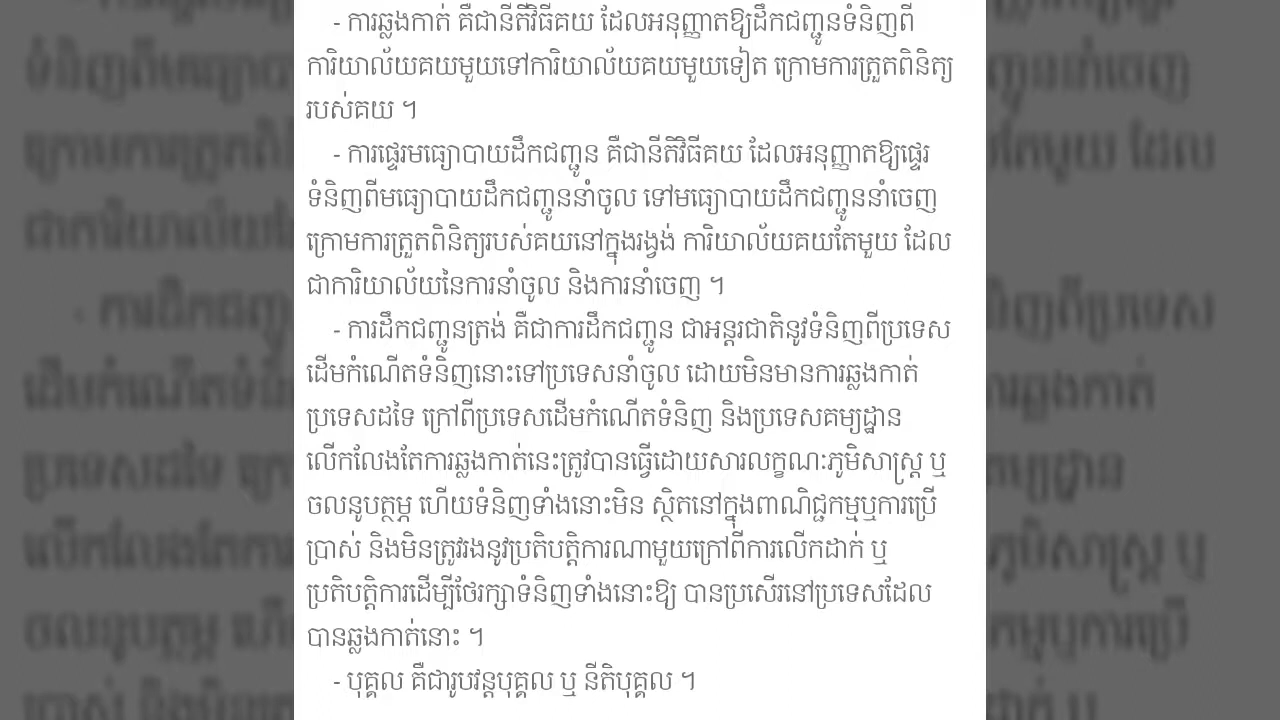 - ការឆ្លងកាត់ គឺជានីតិវិធីគយ ដែលអនុញ្ញាតឱ្យដឹកជញ្ជូនទំនិញពី
ការិយាល័យគយមួយទៅការិយាល័យគយមួយទៀត ក្រោមការត្រួតពិនិត្យ
របស់គយ ។
- ការផ្ទេរមធ្យោបាយដឹកជញ្ជូន គឺជានីតិវិធីគយ ដែលអនុញ្ញាតឱ្យផ្ទេរ
ទំនិញពីមធ្យោបាយដឹកជញ្ជូននាំចូល ទៅមធ្យោបាយដឹកជញ្ជូននាំចេញ
ក្រោមការត្រួតពិនិត្យរបស់គយនៅក្នុងរង្វង់ ការិយាល័យគយតែមួយ ដែល
ជាការិយាល័យនៃការនាំចូល និងការនាំចេញ ។
- ការដឹកជញ្ជូនត្រង់ គឺជាការដឹកជញ្ជូន ជាអន្តរជាតិនូវទំនិញពីប្រទេស
ដើមកំណើតទំនិញនោះទៅប្រទេសនាំចូល ដោយមិនមានការឆ្លងកាត់
ប្រទេសដទៃ ក្រៅពីប្រទេសដើមកំណើតទំនិញ និងប្រទេសគម្យដ្ឋាន
លើកលែងតែការឆ្លងកាត់នេះត្រូវបានធ្វើដោយសារលក្ខណៈភូមិសាស្ត្រ ឬ
ចលនូបត្ថម្ភ ហើយទំនិញទាំងនោះមិន ស្ថិតនៅក្នុងពាណិជ្ជកម្មឬការប្រើ
ប្រាស់ និងមិនត្រូវរងនូវប្រតិបត្តិការណាមួយក្រៅពីការលើកដាក់ ឬ
ប្រតិបត្តិការដើម្បីថែរក្សាទំនិញទាំងនោះឱ្យ បានប្រសើរនៅប្រទេសដែល
បានឆ្លងកាត់នោះ ។
- បុគ្គល គឺជារូបវន្តបុគ្គល ឬ នីតិបុគ្គល ។